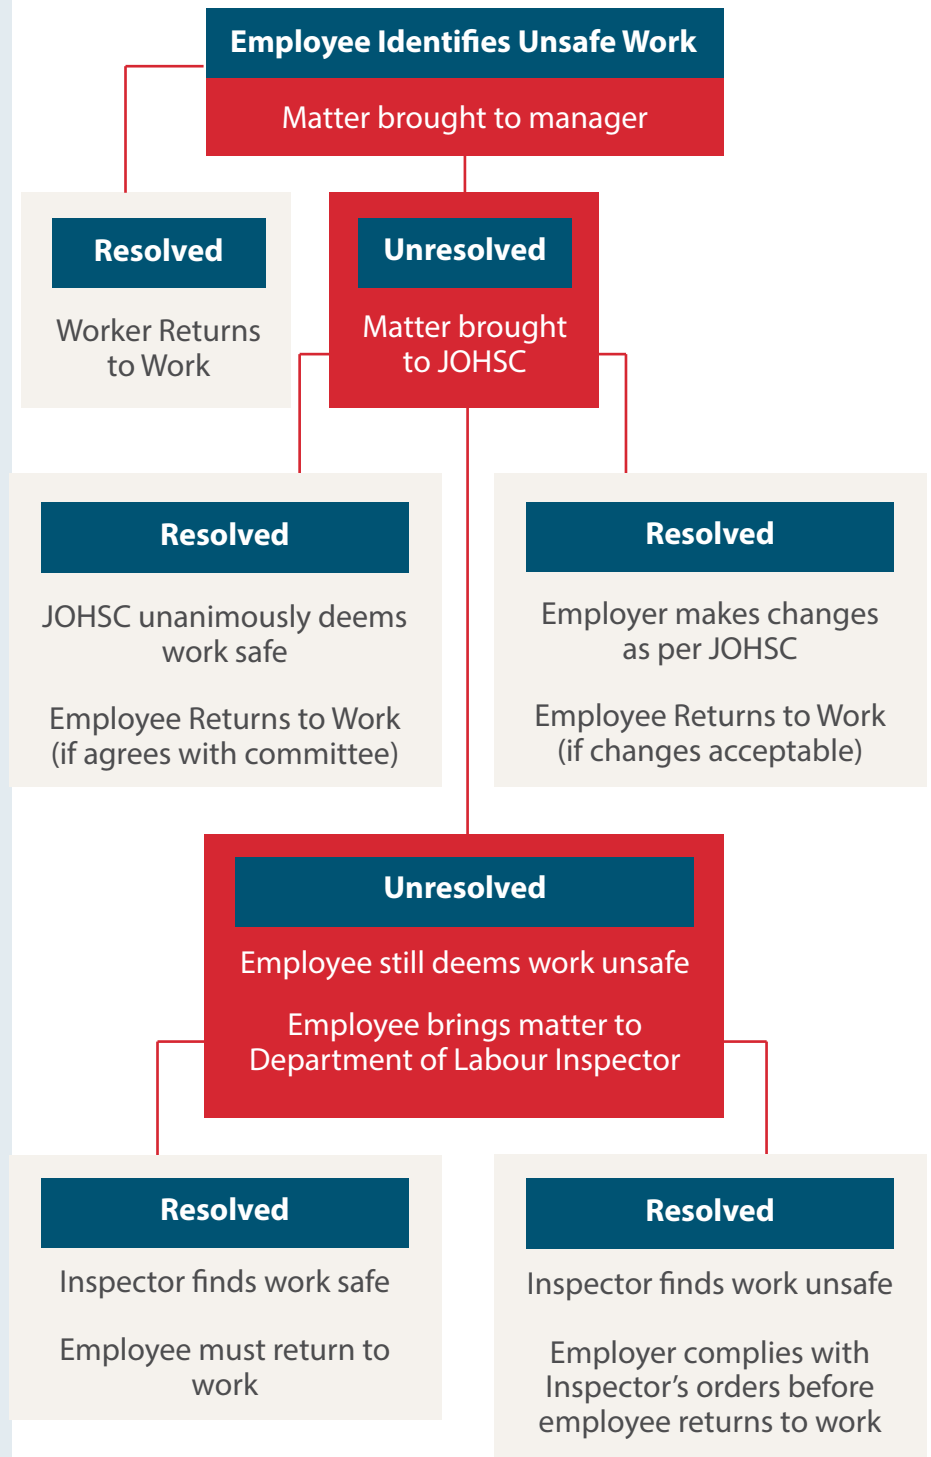 Employee Identifies Unsafe Work
Matter brought to manager
Resolved
Worker Returns
to Work
Unresolved
Matter brought
to JOHSC
Resolved
JOHSC unanimously deems
work safe
Employee Returns to Work
(if agrees with committee)
Resolved
Employer makes changes
as per JOHSC
Employee Returns to Work
(if changes acceptable)
Unresolved
Employee still deems work unsafe
Employee brings matter to
Department of Labour Inspector
Resolved
Inspector finds work safe
Employee must return to
work
Resolved
Inspector finds work unsafe
Employer complies with
Inspector’s orders before
employee returns to work